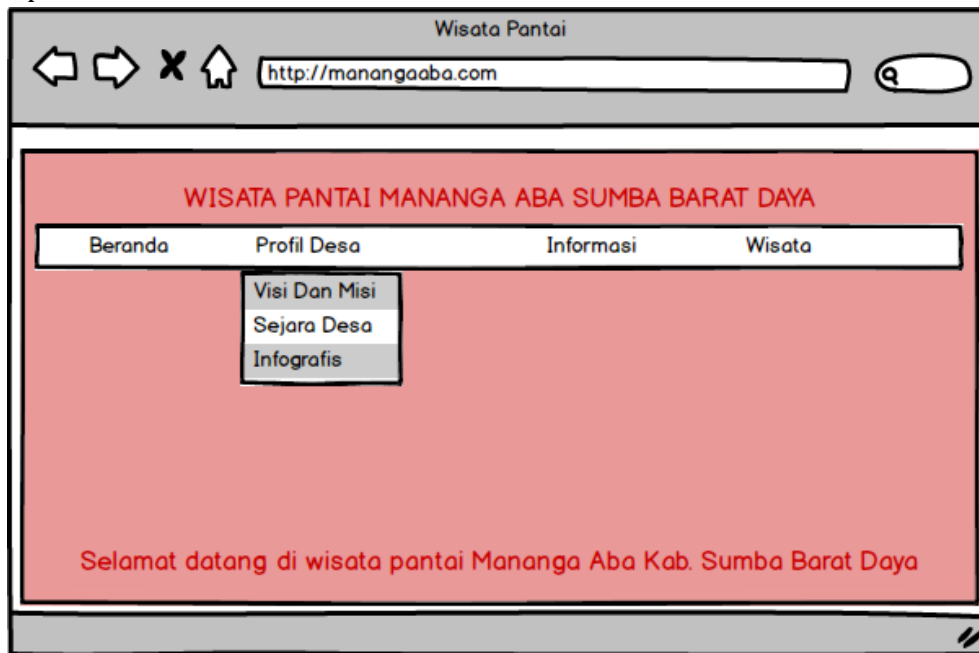 Wisata Pantai
http://manangaaba.com
WISATA PANTAI MANANGA ABA SUMBA BARAT DAYA
Beranda Profil Desa Informasi Wisata
Visi Dan Misi
Sejara Desa
Infografis
Selamat datang di wisata pantai Mananga Aba Kab. Sumba Barat Daya